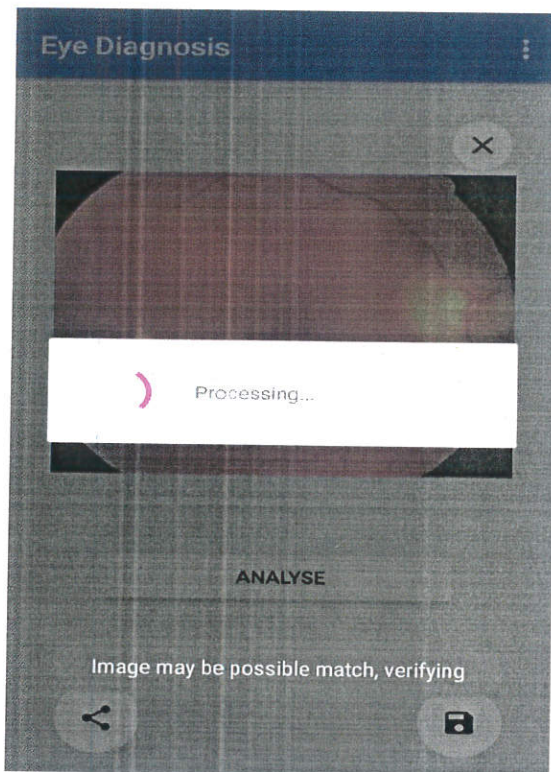 Eye Diagnosis
Processing...
ANALYSE
Image may be possible match, verifying